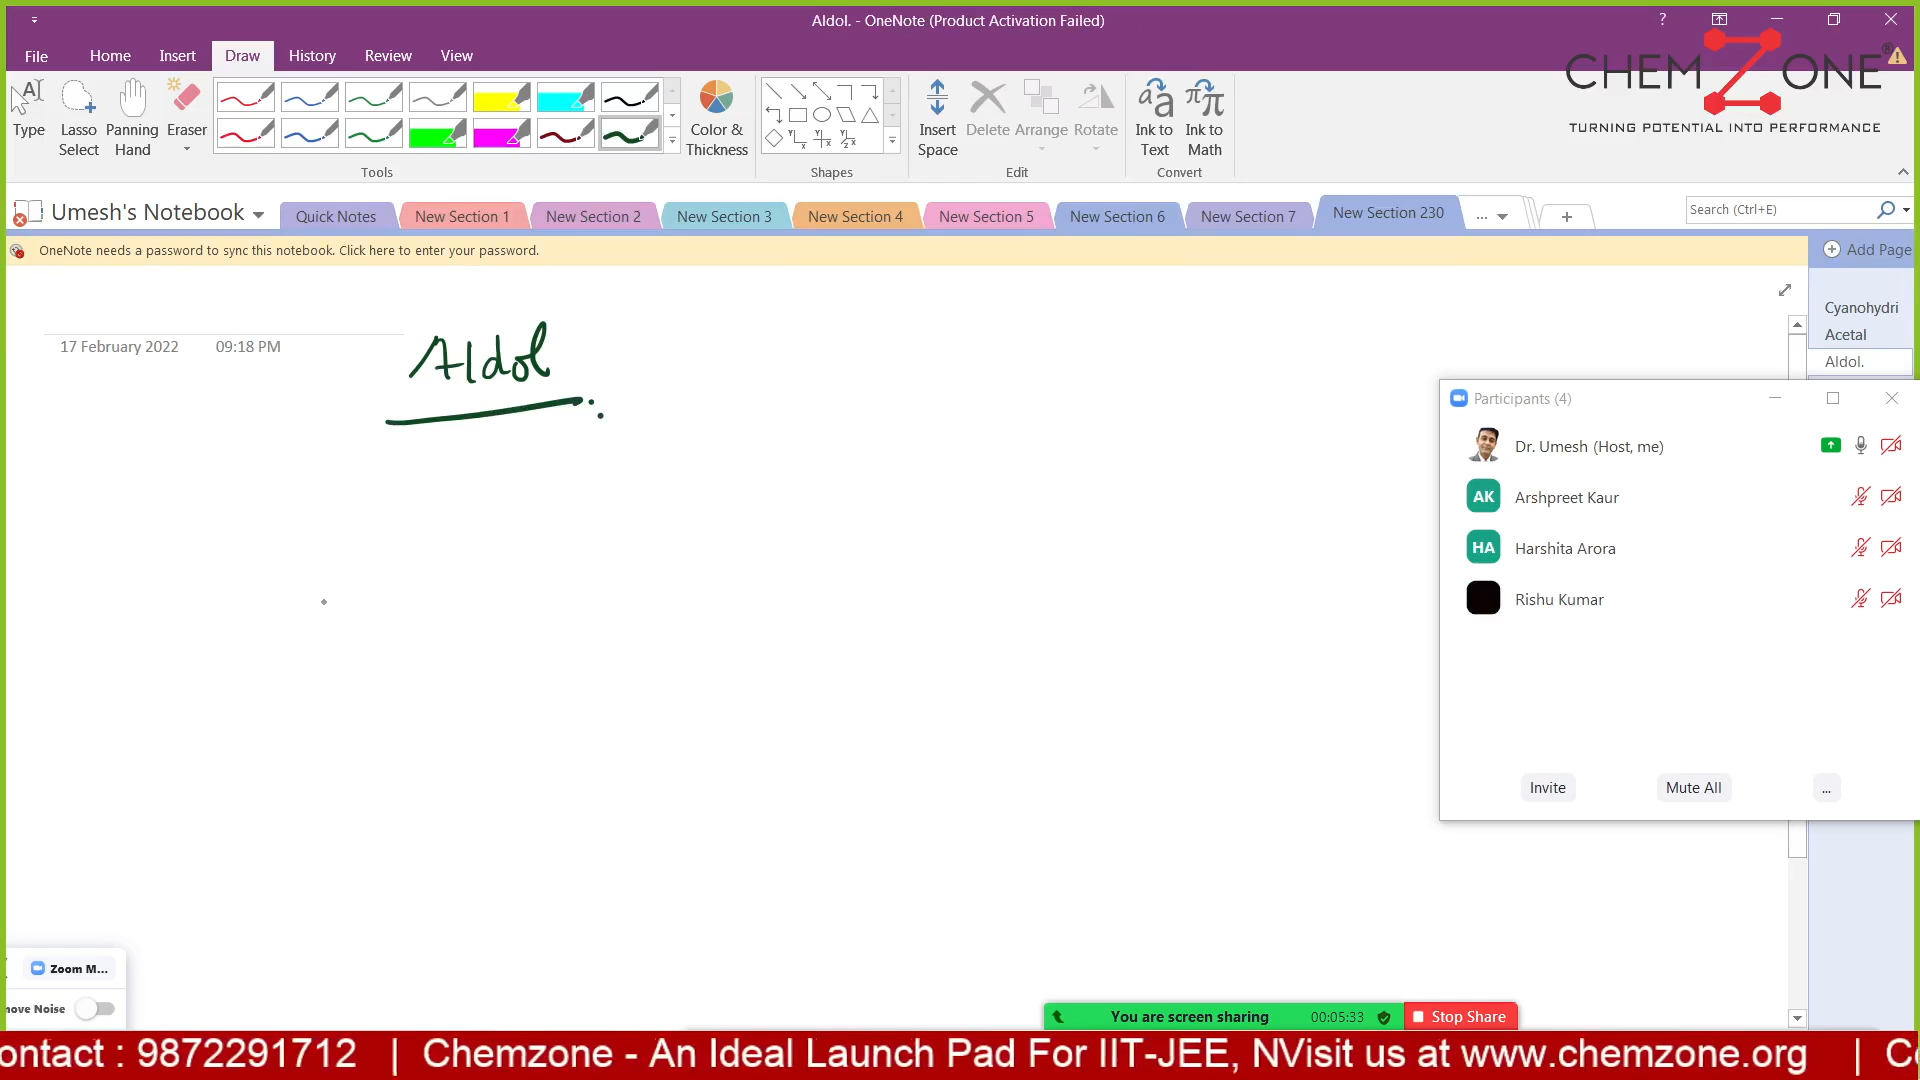 Aldol. - OneNote (Product Activation Failed)
?
File Home Insert Draw History Review View
CHEMZONE®
TURNING POTENTIAL INTO PERFORMANCE
Type
Lasso Select
Panning Hand
Eraser
Color & Thickness
Insert Space
Delete
Arrange
Rotate
Ink to Text
Ink to Math
Tools Shapes Edit Convert
Umesh's Notebook
Quick Notes New Section 1 New Section 2 New Section 3 New Section 4 New Section 5 New Section 6 New Section 7 New Section 230 ... +
Search (Ctrl+E)
OneNote needs a password to sync this notebook. Click here to enter your password.
Add Page
Cyanohydri
Acetal
Aldol.
17 February 2022 09:18 PM
Aldol
Participants (4)
Dr. Umesh (Host, me)
AK Arshpreet Kaur
HA Harshita Arora
Rishu Kumar
Invite Mute All ...
Zoom M...
nove Noise
You are screen sharing 00:05:33 Stop Share
ontact : 9872291712 | Chemzone - An Ideal Launch Pad For IIT-JEE, NVisit us at www.chemzone.org | Co